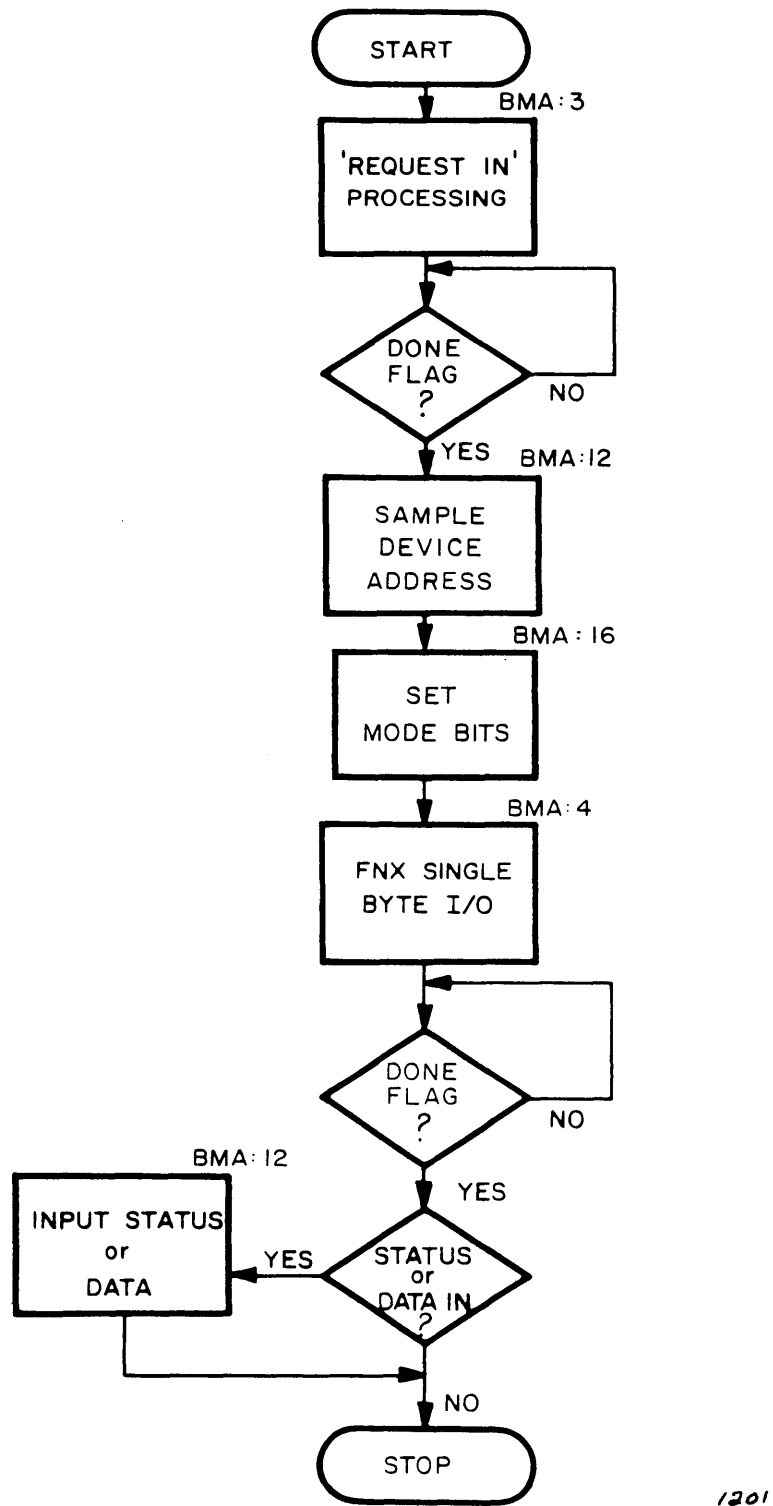 START
BMA:3
'REQUEST IN'
PROCESSING
DONE
FLAG
?
NO
YES
BMA:12
SAMPLE
DEVICE
ADDRESS
BMA:16
SET
MODE BITS
BMA:4
FNX SINGLE
BYTE I/O
DONE
FLAG
?
NO
YES
BMA:12
INPUT STATUS
or
DATA
YES
STATUS
or
DATA IN
?
NO
STOP
1201